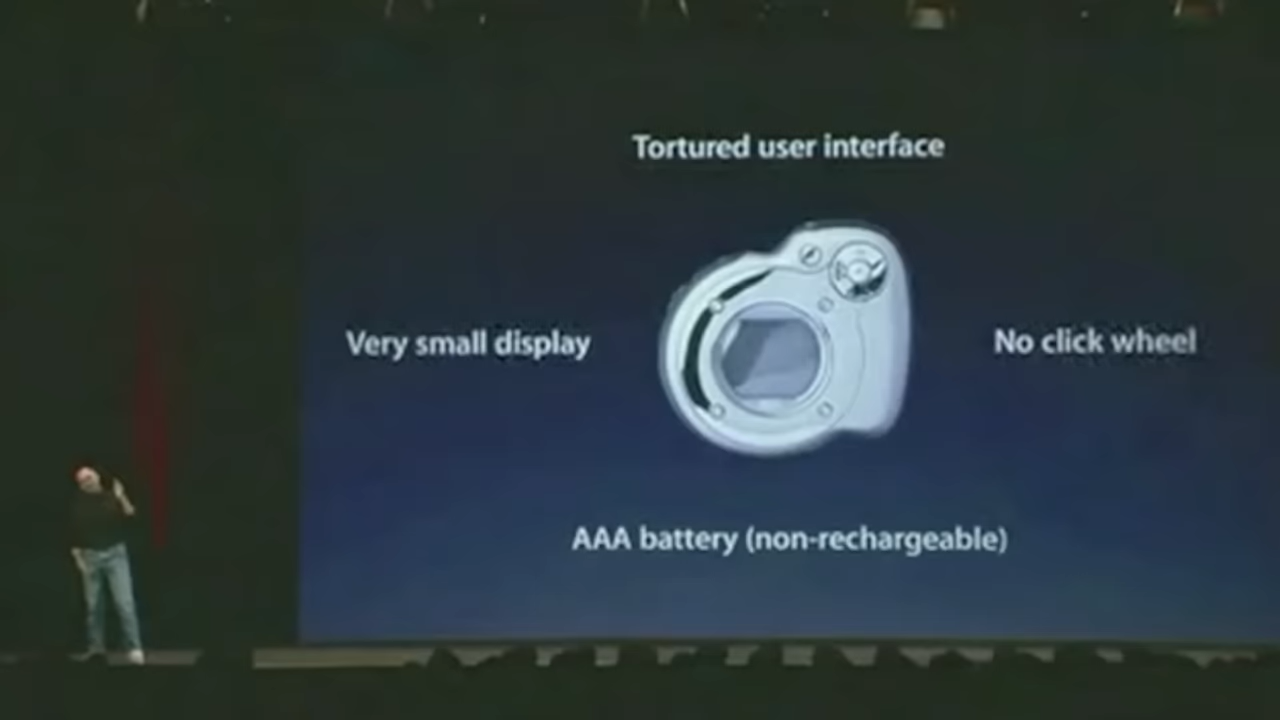 Tortured user interface
Very small display
No click wheel
AAA battery (non-rechargeable)